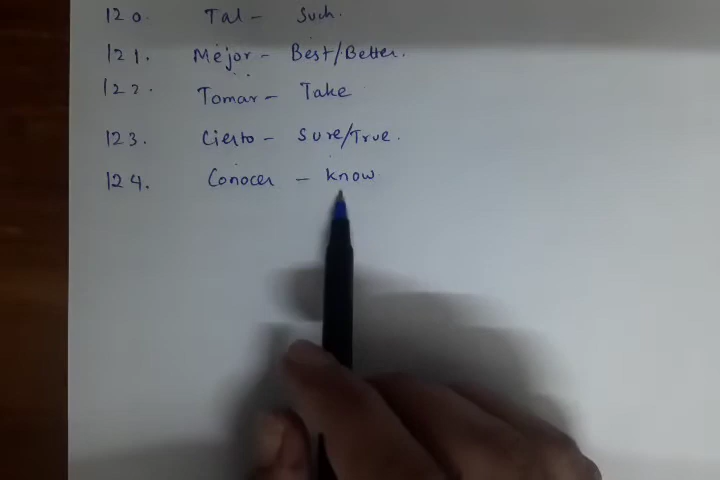 120. Tal - Such.
121. Mejor - Best/Better.
122. Tomar - Take
123. Cierto - Sure/True.
124. Conocer - know